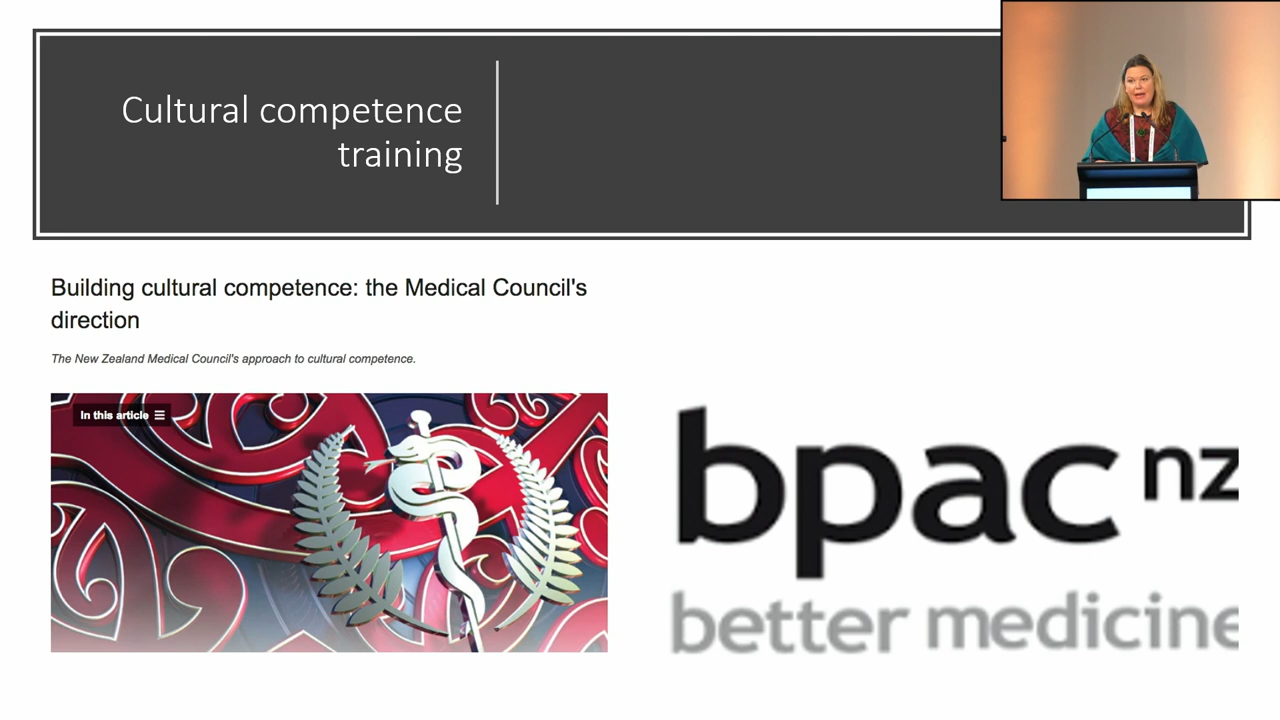 Cultural competence
training
Building cultural competence: the Medical Council's
direction
The New Zealand Medical Council's approach to cultural competence.
In this article
bpac nz
better medicine